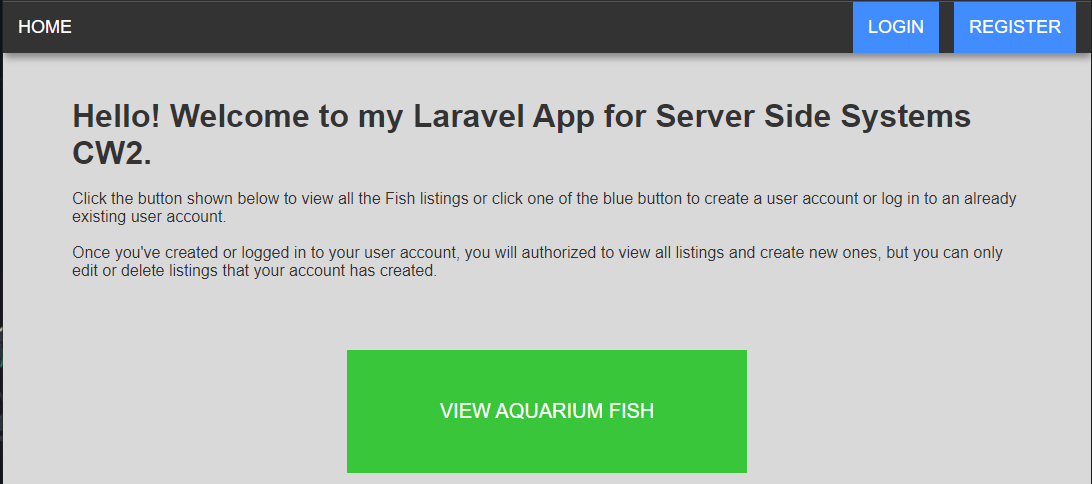 HOME LOGIN REGISTER
Hello! Welcome to my Laravel App for Server Side Systems
CW2.
Click the button shown below to view all the Fish listings or click one of the blue button to create a user account or log in to an already
existing user account.
Once you've created or logged in to your user account, you will authorized to view all listings and create new ones, but you can only
edit or delete listings that your account has created.
VIEW AQUARIUM FISH